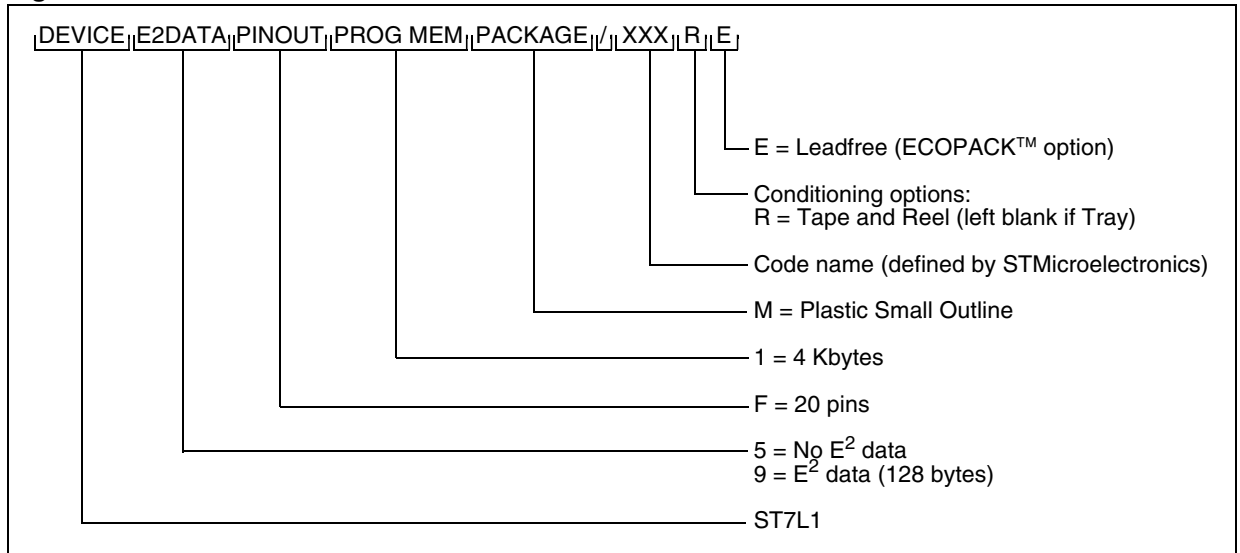 DEVICE E2DATA PINOUT PROG MEM PACKAGE / XXX R E
E = Leadfree (ECOPACK™ option)
Conditioning options:
R = Tape and Reel (left blank if Tray)
Code name (defined by STMicroelectronics)
M = Plastic Small Outline
1 = 4 Kbytes
F = 20 pins
5 = No E² data
9 = E² data (128 bytes)
ST7L1